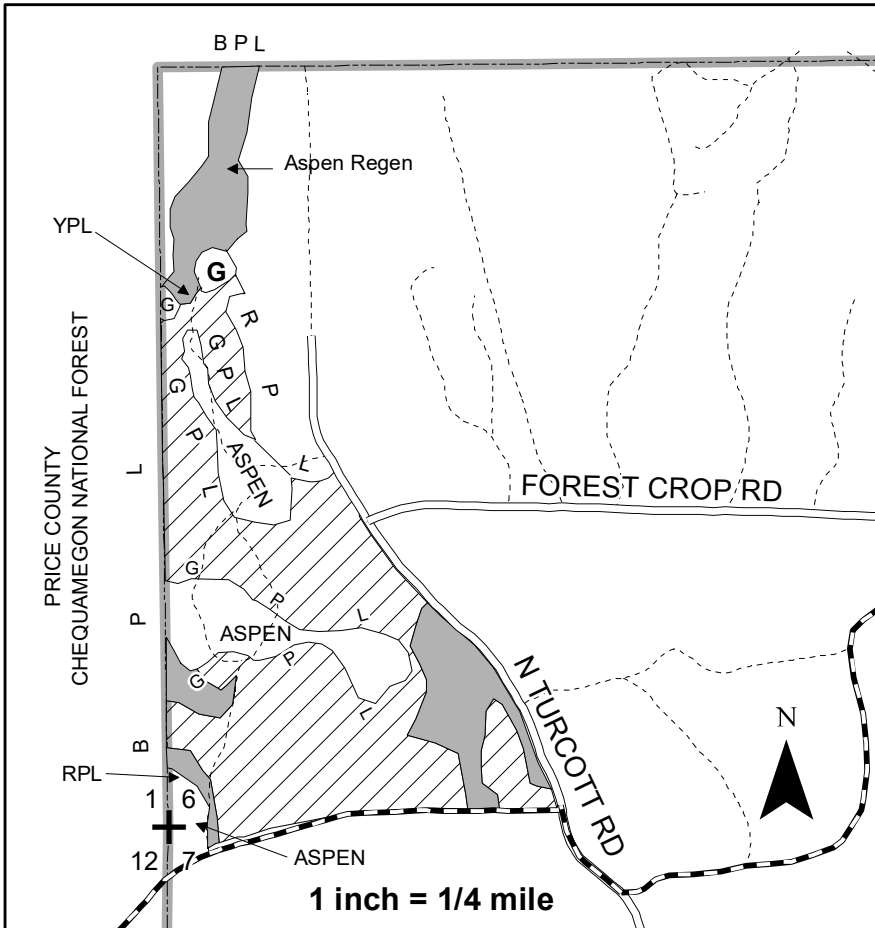 B P L
Aspen Regen
YPL
G
G
R
P
L
G
P
L
G
P
L
ASPEN
PRICE COUNTY
CHEQUAMEGON NATIONAL FOREST
L
P
B
FOREST CROP RD
G
P
L
ASPEN
G
P
L
N TURCOTT RD
N
RPL
1 6
12 7
ASPEN
1 inch = 1/4 mile